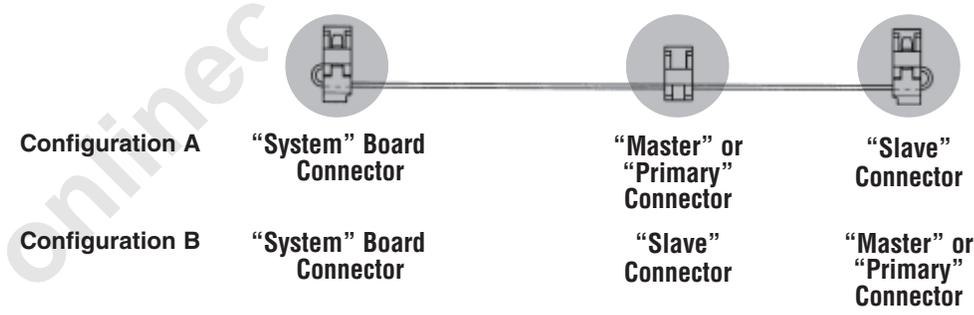 onlinec
Configuration A
“System” Board
Connector
“Master” or
“Primary”
Connector
“Slave”
Connector
Configuration B
“System” Board
Connector
“Slave”
Connector
“Master” or
“Primary”
Connector